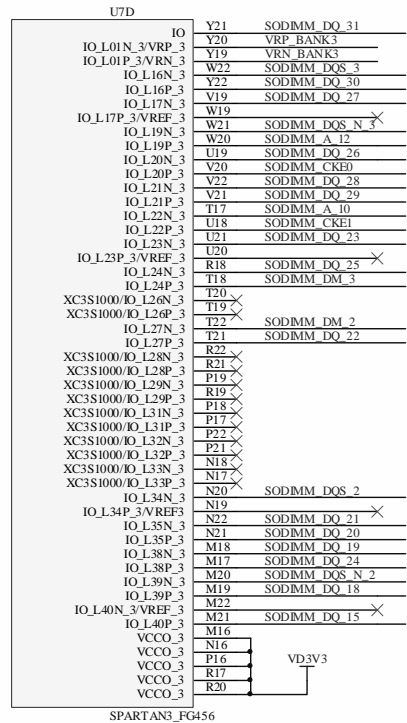 U7D
IO Y21 SODIMM_DQ_31
IO_L01N_3/VRP_3 Y20 VRP_BANK3
IO_L01P_3/VRN_3 Y19 VRN_BANK3
IO_L16N_3 W22 SODIMM_DQS_3
IO_L16P_3 Y22 SODIMM_DQ_30
IO_L17N_3 V19 SODIMM_DQ_27
IO_L17P_3/VREF_3 W19
IO_L19N_3 W21 SODIMM_DQS_N_3
IO_L19P_3 W20 SODIMM_A_12
IO_L20N_3 U19 SODIMM_DQ_26
IO_L20P_3 V20 SODIMM_CKE0
IO_L21N_3 V22 SODIMM_DQ_28
IO_L21P_3 V21 SODIMM_DQ_29
IO_L22N_3 T17 SODIMM_A_10
IO_L22P_3 U18 SODIMM_CKE1
IO_L23N_3 U21 SODIMM_DQ_23
IO_L23P_3/VREF_3 U20
IO_L24N_3 R18 SODIMM_DQ_25
IO_L24P_3 T18 SODIMM_DM_3
XC3S1000/IO_L26N_3 T20
XC3S1000/IO_L26P_3 T19
IO_L27N_3 T22 SODIMM_DM_2
IO_L27P_3 T21 SODIMM_DQ_22
XC3S1000/IO_L28N_3 R22
XC3S1000/IO_L28P_3 R21
XC3S1000/IO_L29N_3 P19
XC3S1000/IO_L29P_3 R19
XC3S1000/IO_L31N_3 P18
XC3S1000/IO_L31P_3 P17
XC3S1000/IO_L32N_3 P22
XC3S1000/IO_L32P_3 P21
XC3S1000/IO_L33N_3 N18
XC3S1000/IO_L33P_3 N17
IO_L34N_3 N20 SODIMM_DQS_2
IO_L34P_3/VREF3 N19
IO_L35N_3 N22 SODIMM_DQ_21
IO_L35P_3 N21 SODIMM_DQ_20
IO_L38N_3 M18 SODIMM_DQ_19
IO_L38P_3 M17 SODIMM_DQ_24
IO_L39N_3 M20 SODIMM_DQS_N_2
IO_L39P_3 M19 SODIMM_DQ_18
IO_L40N_3/VREF_3 M22
IO_L40P_3 M21 SODIMM_DQ_15
VCCO_3 M16
VCCO_3 N16
VCCO_3 P16 VD3V3
VCCO_3 R17
VCCO_3 R20
SPARTAN3_FG456